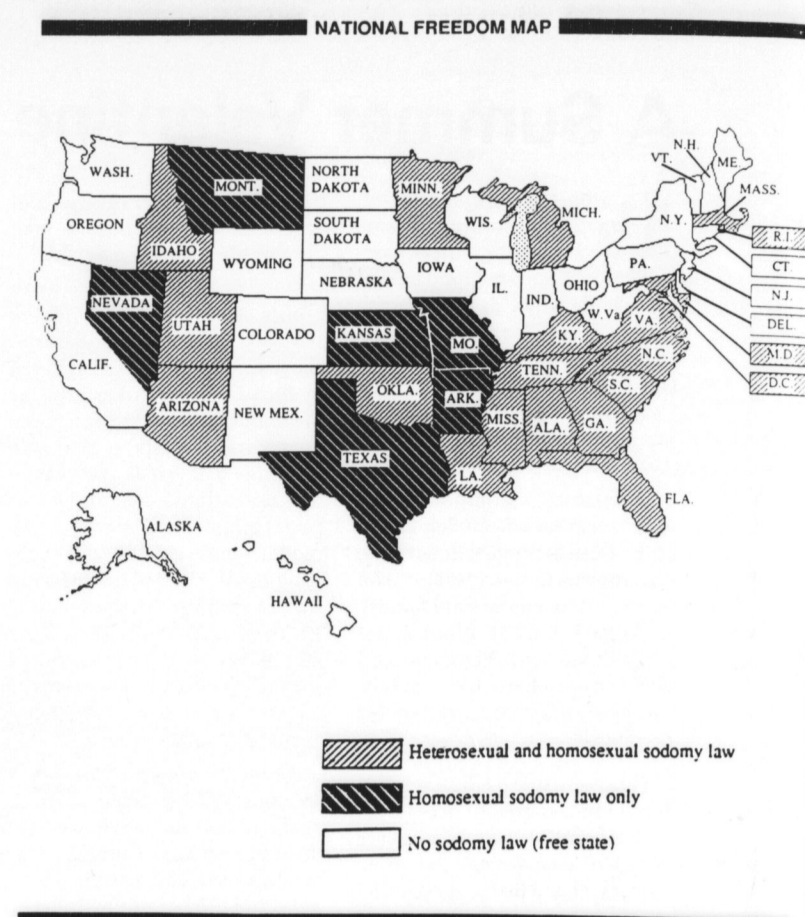 NATIONAL FREEDOM MAP
WASH.
MONT.
NORTH
DAKOTA
MINN.
VT.
N.H.
ME.
MASS.
OREGON
IDAHO
SOUTH
DAKOTA
WIS.
MICH.
N.Y.
R.I.
WYOMING
IOWA
PA.
CT.
NEVADA
NEBRASKA
IL.
IND.
OHIO
N.J.
UTAH
COLORADO
KANSAS
MO.
W.Va
VA.
DEL.
CALIF.
KY.
N.C.
M.D.
ARIZONA
NEW MEX.
OKLA.
ARK.
TENN.
S.C.
D.C.
TEXAS
MISS.
ALA.
GA.
LA.
FLA.
ALASKA
HAWAII
Heterosexual and homosexual sodomy law
Homosexual sodomy law only
No sodomy law (free state)